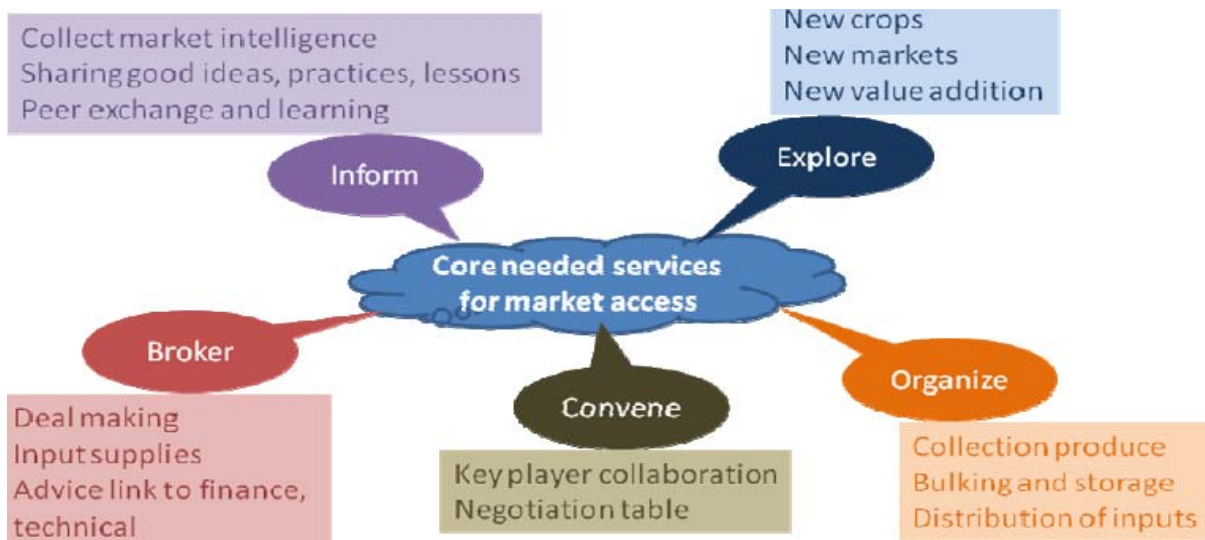 Collect market intelligence
Sharing good ideas, practices, lessons
Peer exchange and learning
Inform
New crops
New markets
New value addition
Explore
Core needed services
for market access
Broker
Deal making
Input supplies
Advice link to finance,
technical
Convene
Key player collaboration
Negotiation table
Organize
Collection produce
Bulking and storage
Distribution of inputs